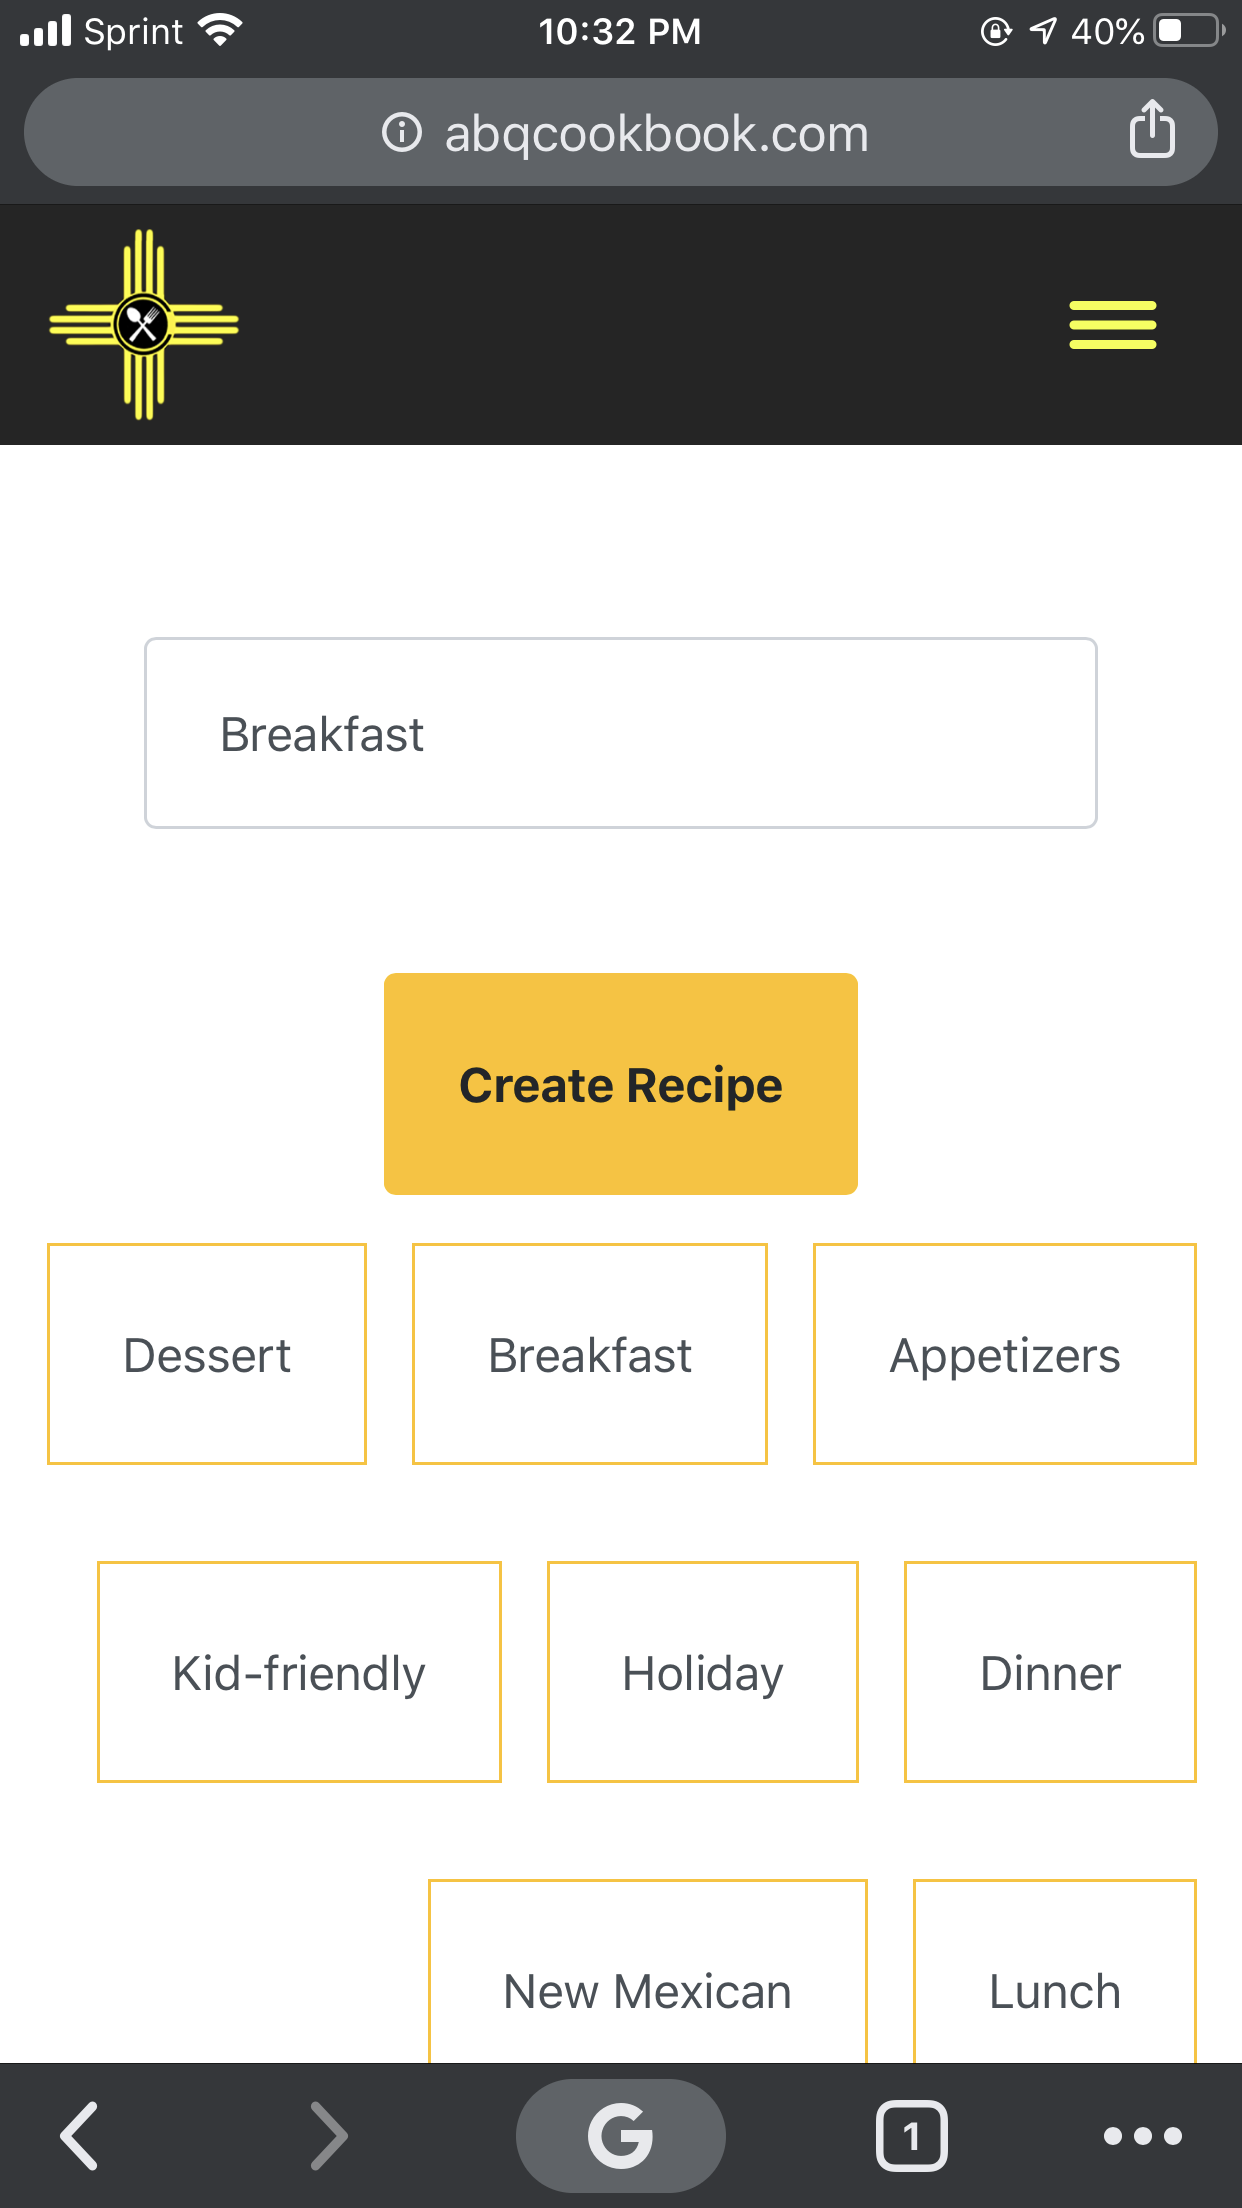 Sprint 10:32 PM 40%
abqcookbook.com
Breakfast
Create Recipe
Dessert Breakfast Appetizers
Kid-friendly Holiday Dinner
New Mexican Lunch
G 1